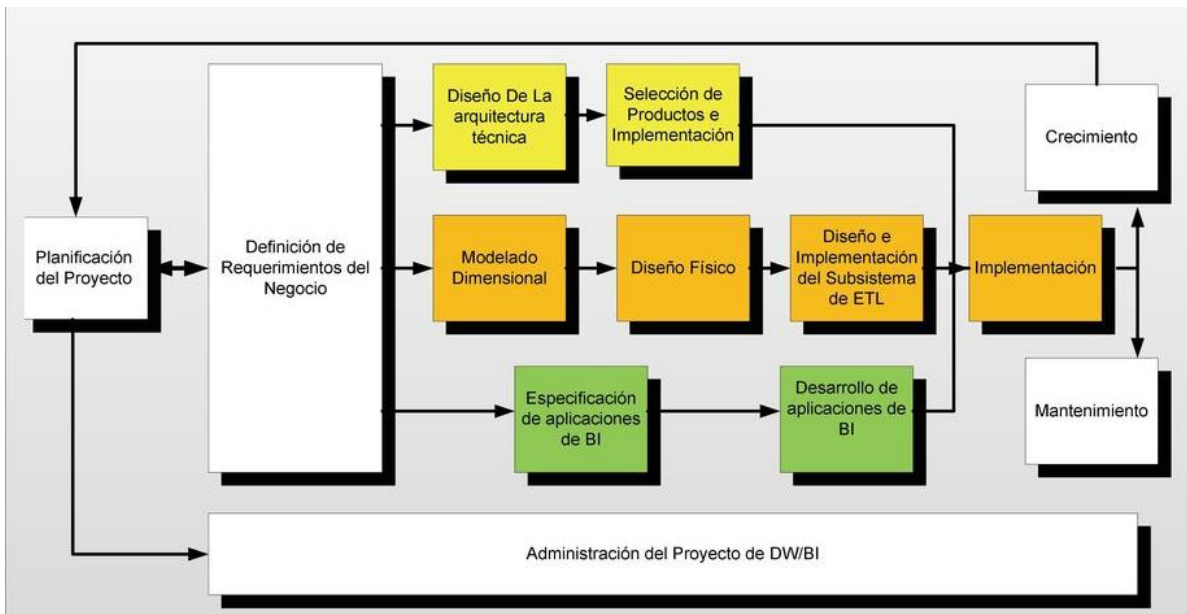 Diseño De La
arquitectura
técnica
Selección de
Productos e
Implementación
Crecimiento
Planificación
del Proyecto
Definición de
Requerimientos del
Negocio
Modelado
Dimensional
Diseño Físico
Diseño e
Implementación
del Subsistema
de ETL
Implementación
Especificación
de aplicaciones
de BI
Desarrollo de
aplicaciones de
BI
Mantenimiento
Administración del Proyecto de DW/BI